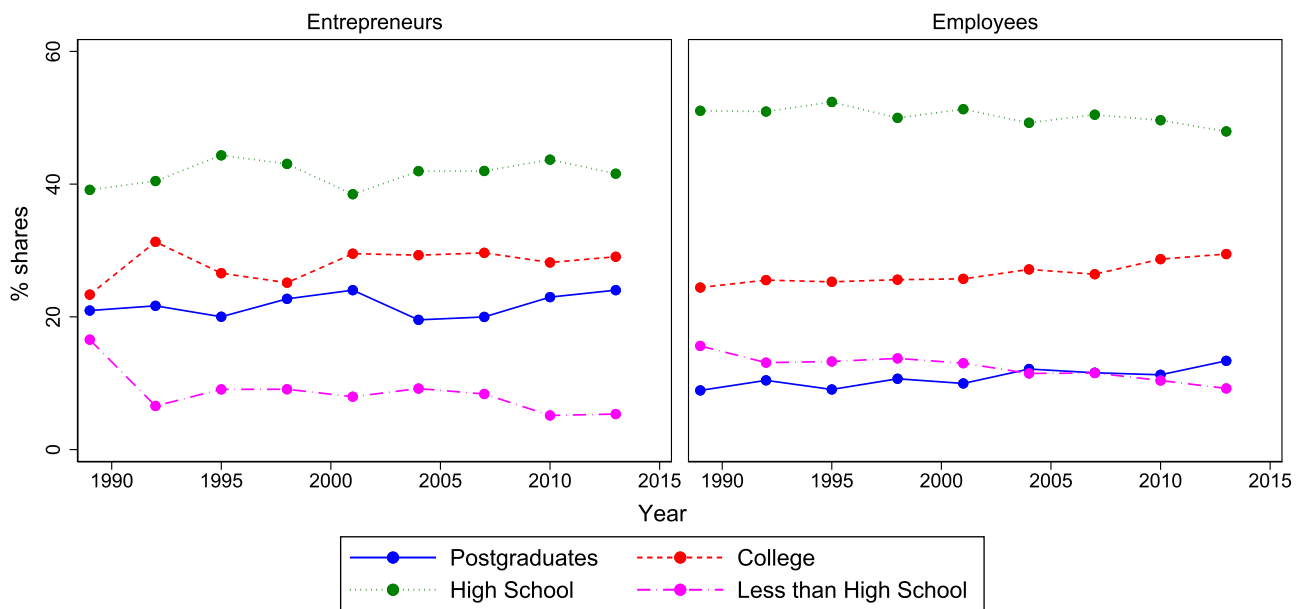 Entrepreneurs Employees
60
40
20
0
% shares
1990 1995 2000 2005 2010 2015 1990 1995 2000 2005 2010 2015
Year
Postgraduates College
High School Less than High School